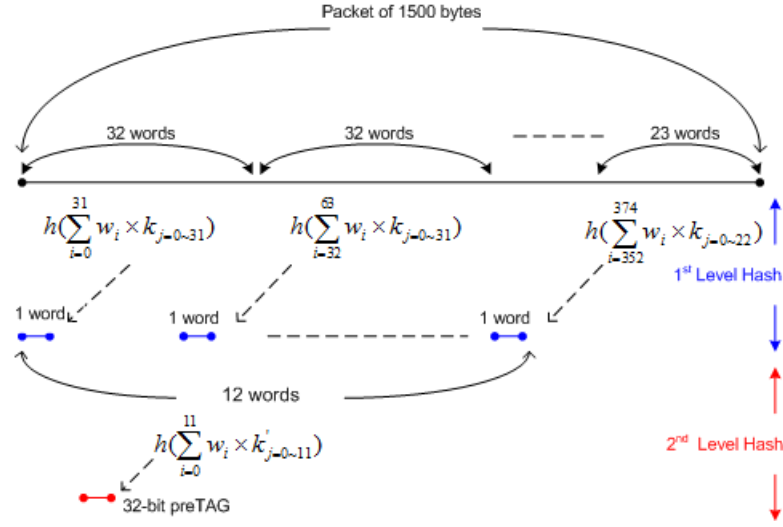 Packet of 1500 bytes
32 words
32 words
23 words
h(∑_{i=0}^{31} w_i × k_{j=0~31})
h(∑_{i=32}^{63} w_i × k_{j=0~31})
h(∑_{i=352}^{374} w_i × k_{j=0~22})
1st Level Hash
1 word
1 word
1 word
12 words
h(∑_{i=0}^{11} w_i × k'_{j=0~11})
2nd Level Hash
32-bit preTAG